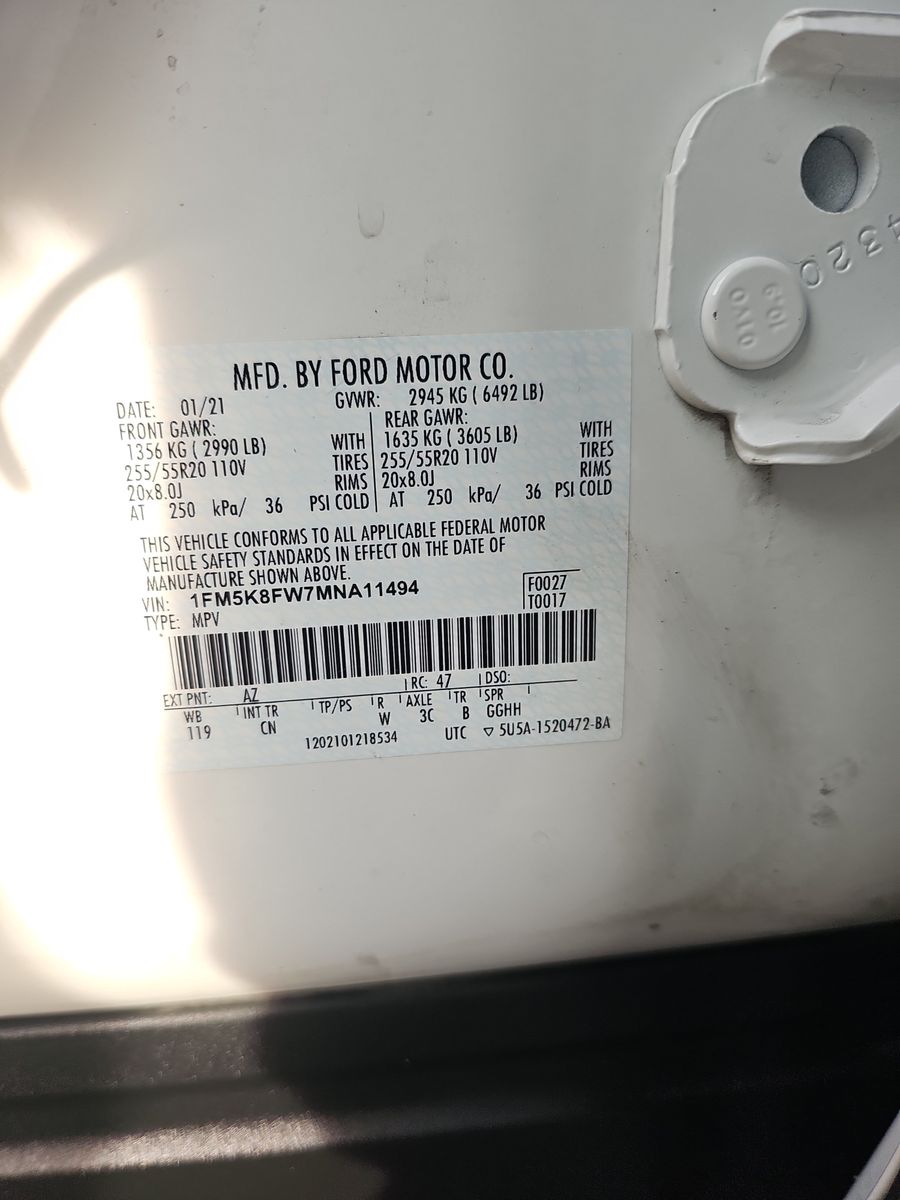 MFD. BY FORD MOTOR CO.
DATE: 01/21 GVWR: 2945 KG ( 6492 LB)
FRONT GAWR: REAR GAWR:
1356 KG ( 2990 LB) WITH 1635 KG ( 3605 LB) WITH
255/55R20 110V TIRES 255/55R20 110V TIRES
20x8.0J RIMS 20x8.0J RIMS
AT 250 kPa/ 36 PSI COLD AT 250 kPa/ 36 PSI COLD
THIS VEHICLE CONFORMS TO ALL APPLICABLE FEDERAL MOTOR
VEHICLE SAFETY STANDARDS IN EFFECT ON THE DATE OF
MANUFACTURE SHOWN ABOVE.
VIN: 1FM5K8FW7MNA11494 F0027
TYPE: MPV T0017
EXT PNT: AZ RC: 47 DSO:
WB INT TR TP/PS R AXLE TR SPR
119 CN W 3C B GGHH
1202101218534 UTC ▽ 5U5A-1520472-BA
4320
10.9
OTYO